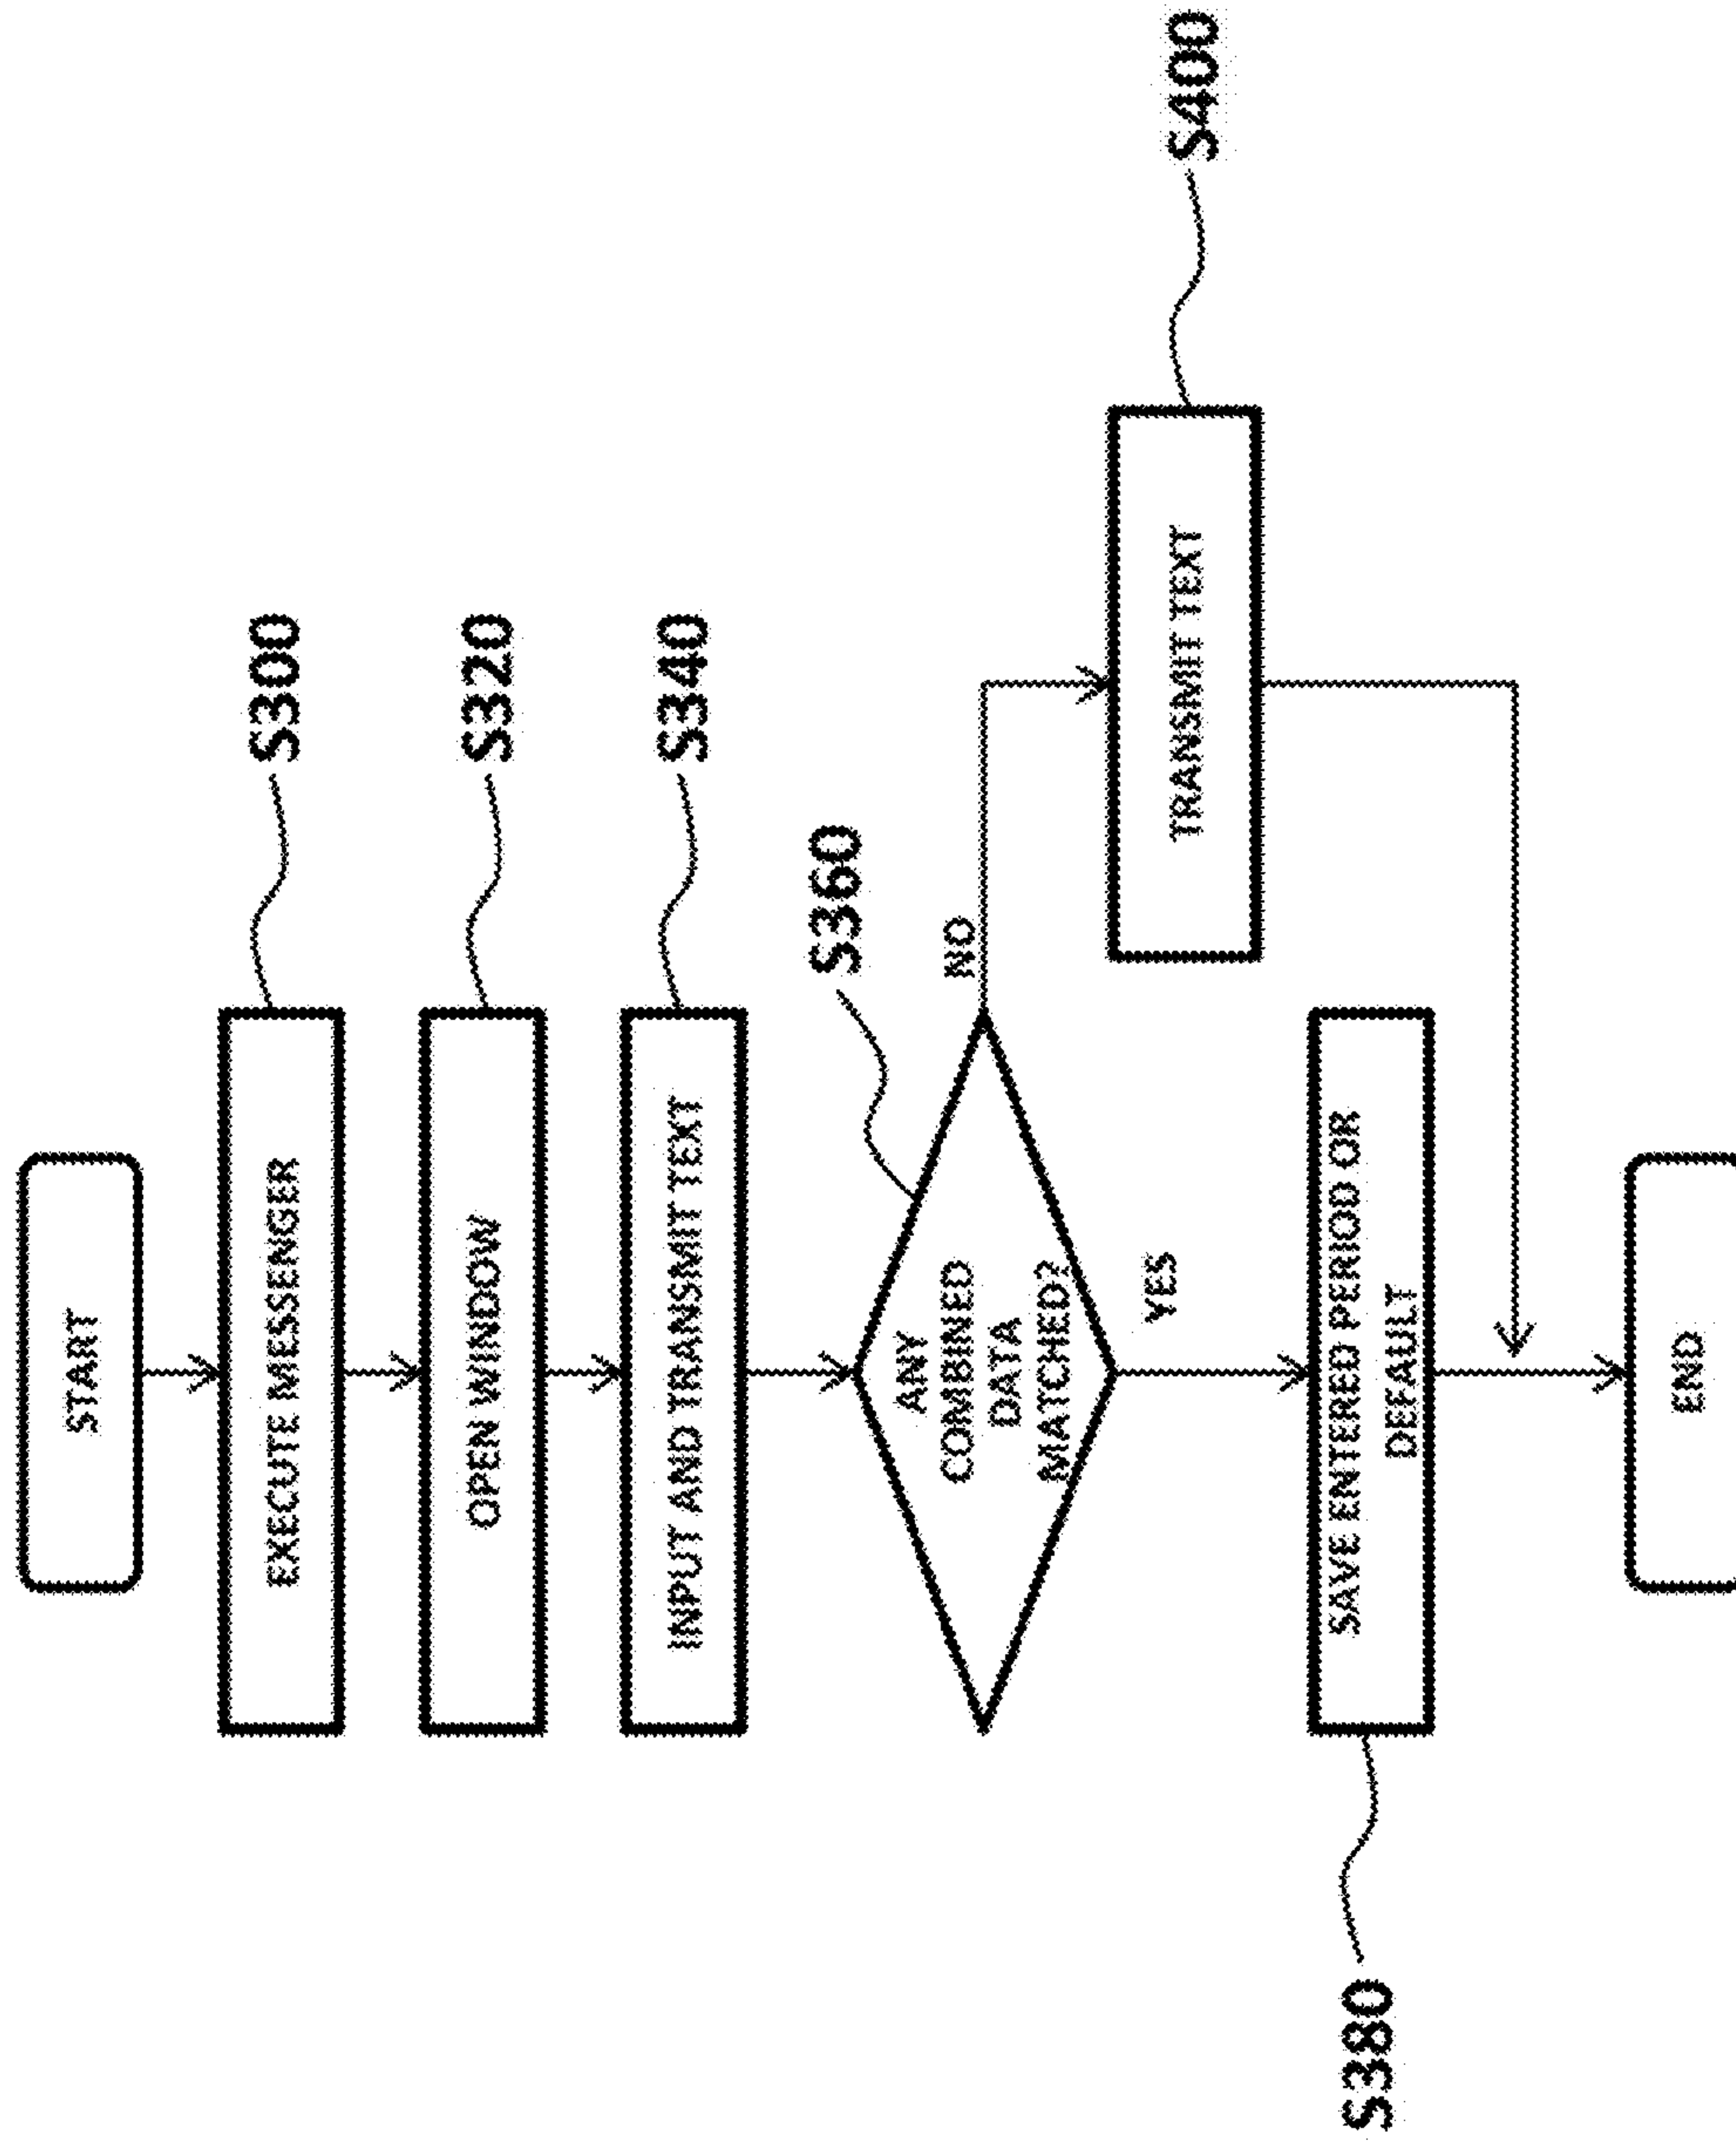 START
EXECUTE MESSENGER
S300
OPEN WINDOW
S320
INPUT AND TRANSMIT TEXT
S340
S360
ANY
COMBINED
DATA
MATCHED?
NO
YES
TRANSMIT TEXT
S400
SAVE ENTERED PERIOD OR
DEFAULT
S380
END